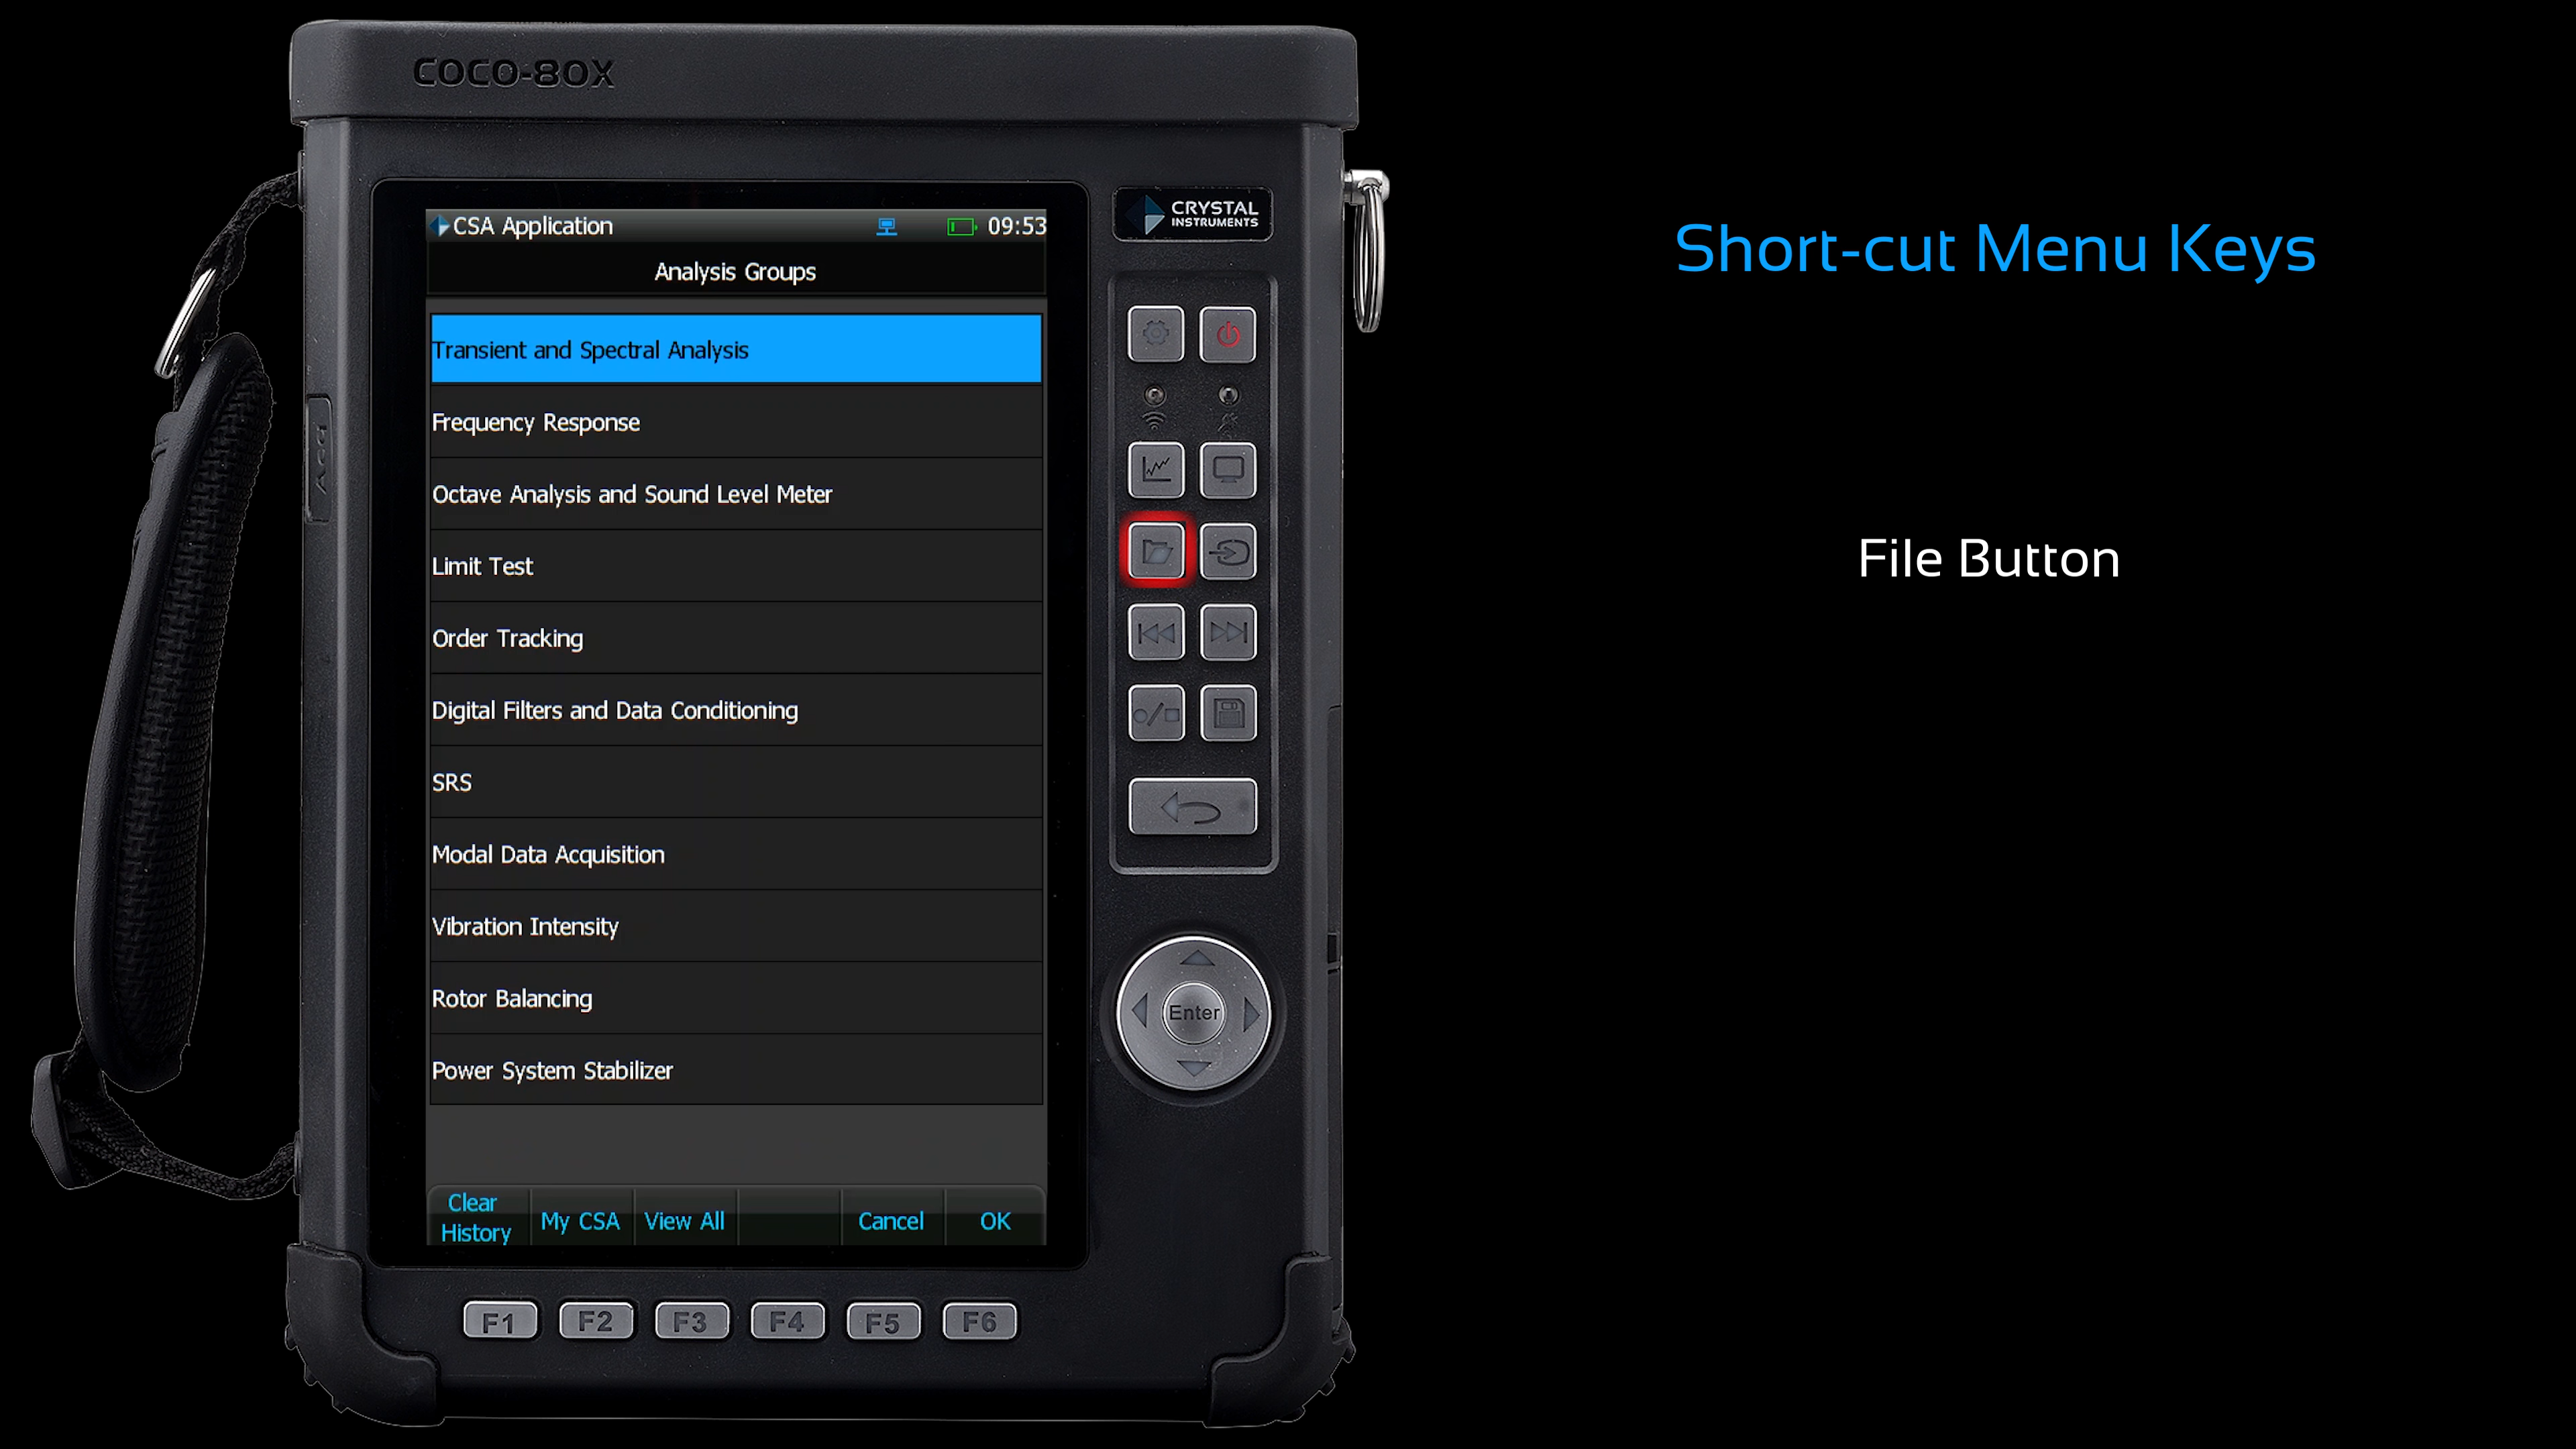 COCO-80X
CRYSTAL
INSTRUMENTS
CSA Application 09:53
Analysis Groups
Transient and Spectral Analysis
Frequency Response
Octave Analysis and Sound Level Meter
Limit Test
Order Tracking
Digital Filters and Data Conditioning
SRS
Modal Data Acquisition
Vibration Intensity
Rotor Balancing
Power System Stabilizer
Clear History My CSA View All Cancel OK
Enter
F1 F2 F3 F4 F5 F6
Short-cut Menu Keys
File Button